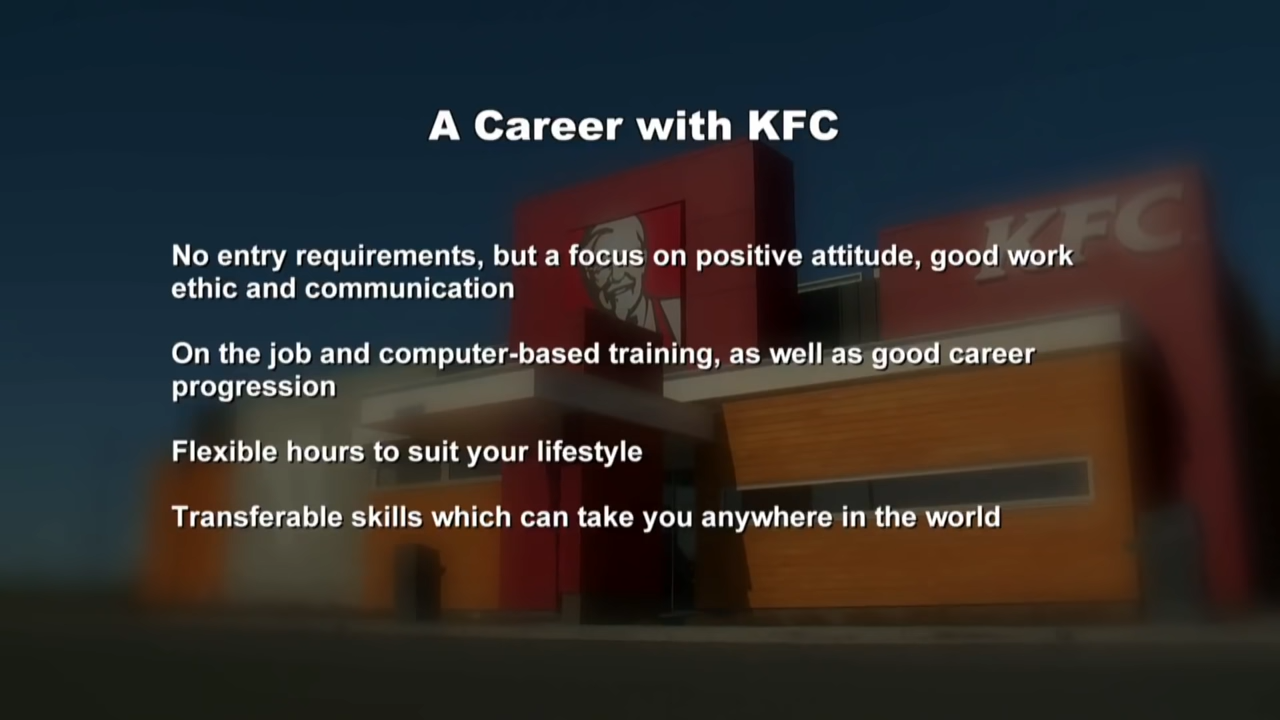 A Career with KFC
KFC
No entry requirements, but a focus on positive attitude, good work
ethic and communication
On the job and computer-based training, as well as good career
progression
Flexible hours to suit your lifestyle
Transferable skills which can take you anywhere in the world